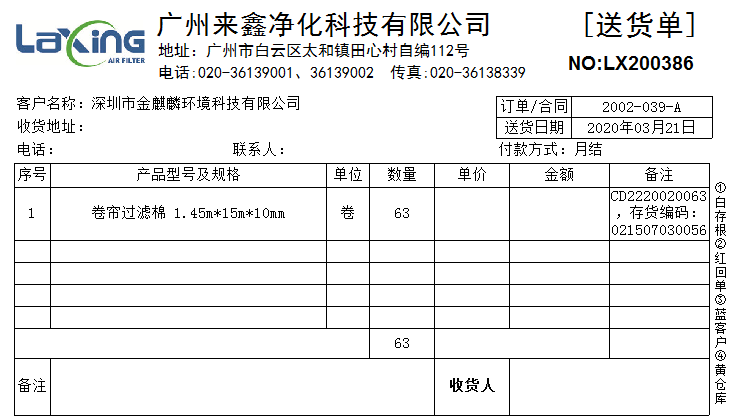 Laxing
AIR FILTER
广州来鑫净化科技有限公司
[送货单]
地址: 广州市白云区太和镇田心村自编112号
NO:LX200386
电话:020-36139001、36139002 传真:020-36138339
客户名称: 深圳市金麒麟环境科技有限公司
订单/合同 2002-039-A
收货地址:
送货日期 2020年03月21日
电话: 联系人: 付款方式: 月结
序号 产品型号及规格 单位 数量 单价 金额 备注
1 卷帘过滤棉 1.45m*15m*10mm 卷 63 CD2220020063
, 存货编码:
021507030056
63
备注 收货人
①白存根②红回单③蓝客户④黄仓库